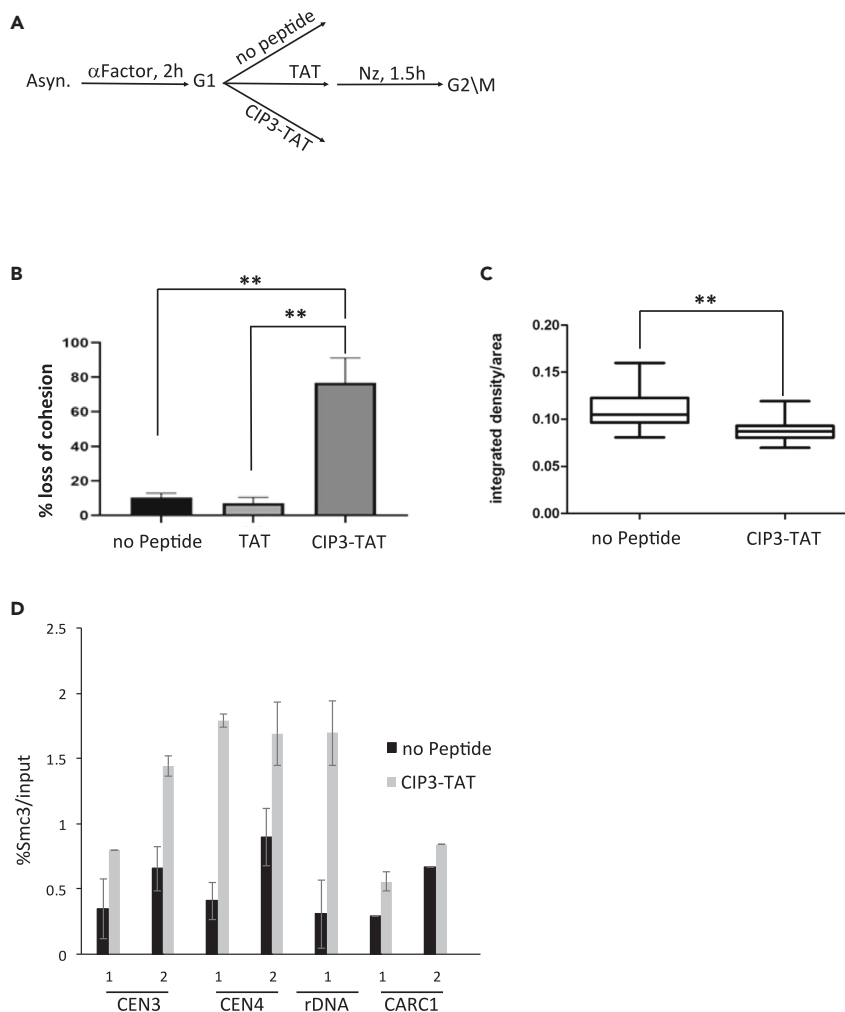 A
Asyn.
αFactor, 2h
G1
no peptide
TAT
CIP3-TAT
Nz, 1.5h
G2\M
B
**
**
% loss of cohesion
100
80
60
40
20
0
no Peptide
TAT
CIP3-TAT
C
**
integrated density/area
0.20
0.15
0.10
0.05
0.00
no Peptide
CIP3-TAT
D
%Smc3/input
2.5
2
1.5
1
0.5
0
no Peptide
CIP3-TAT
1 2 1 2 1 1 2
CEN3 CEN4 rDNA CARC1